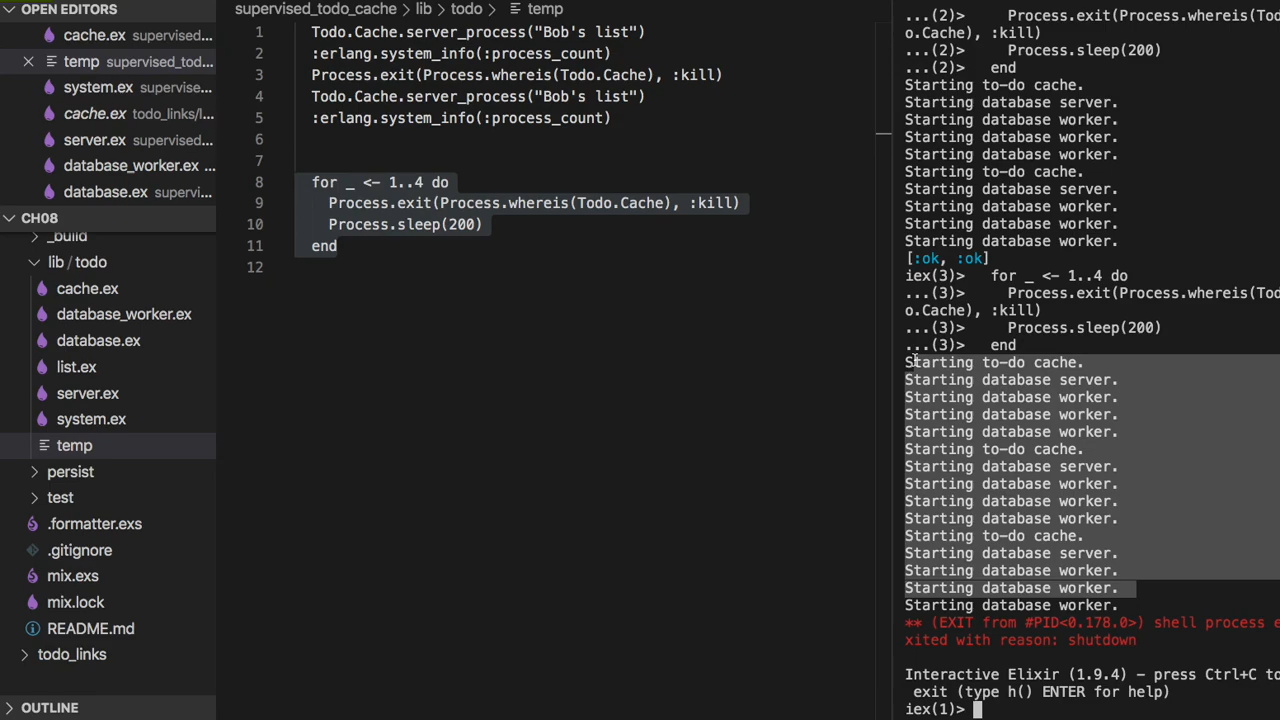 OPEN EDITORS
cache.ex supervised...
temp supervised_tod...
system.ex supervise...
cache.ex todo_links/l...
server.ex supervised...
database_worker.ex ...
database.ex supervi...
CH08
_build
lib / todo
cache.ex
database_worker.ex
database.ex
list.ex
server.ex
system.ex
temp
persist
test
.formatter.exs
.gitignore
mix.exs
mix.lock
README.md
todo_links
OUTLINE
supervised_todo_cache > lib > todo > temp
1 Todo.Cache.server_process("Bob's list")
2 :erlang.system_info(:process_count)
3 Process.exit(Process.whereis(Todo.Cache), :kill)
4 Todo.Cache.server_process("Bob's list")
5 :erlang.system_info(:process_count)
6
7
8 for _ <- 1..4 do
9 Process.exit(Process.whereis(Todo.Cache), :kill)
10 Process.sleep(200)
11 end
12
...(2)> Process.exit(Process.whereis(Tod
o.Cache), :kill)
...(2)> Process.sleep(200)
...(2)> end
Starting to-do cache.
Starting database server.
Starting database worker.
Starting database worker.
Starting database worker.
Starting to-do cache.
Starting database server.
Starting database worker.
Starting database worker.
Starting database worker.
[:ok, :ok]
iex(3)> for _ <- 1..4 do
...(3)> Process.exit(Process.whereis(Tod
o.Cache), :kill)
...(3)> Process.sleep(200)
...(3)> end
Starting to-do cache.
Starting database server.
Starting database worker.
Starting database worker.
Starting database worker.
Starting to-do cache.
Starting database server.
Starting database worker.
Starting database worker.
Starting database worker.
Starting to-do cache.
Starting database server.
Starting database worker.
Starting database worker.
Starting database worker.
** (EXIT from #PID<0.178.0>) shell process e
xited with reason: shutdown
Interactive Elixir (1.9.4) - press Ctrl+C to
exit (type h() ENTER for help)
iex(1)>